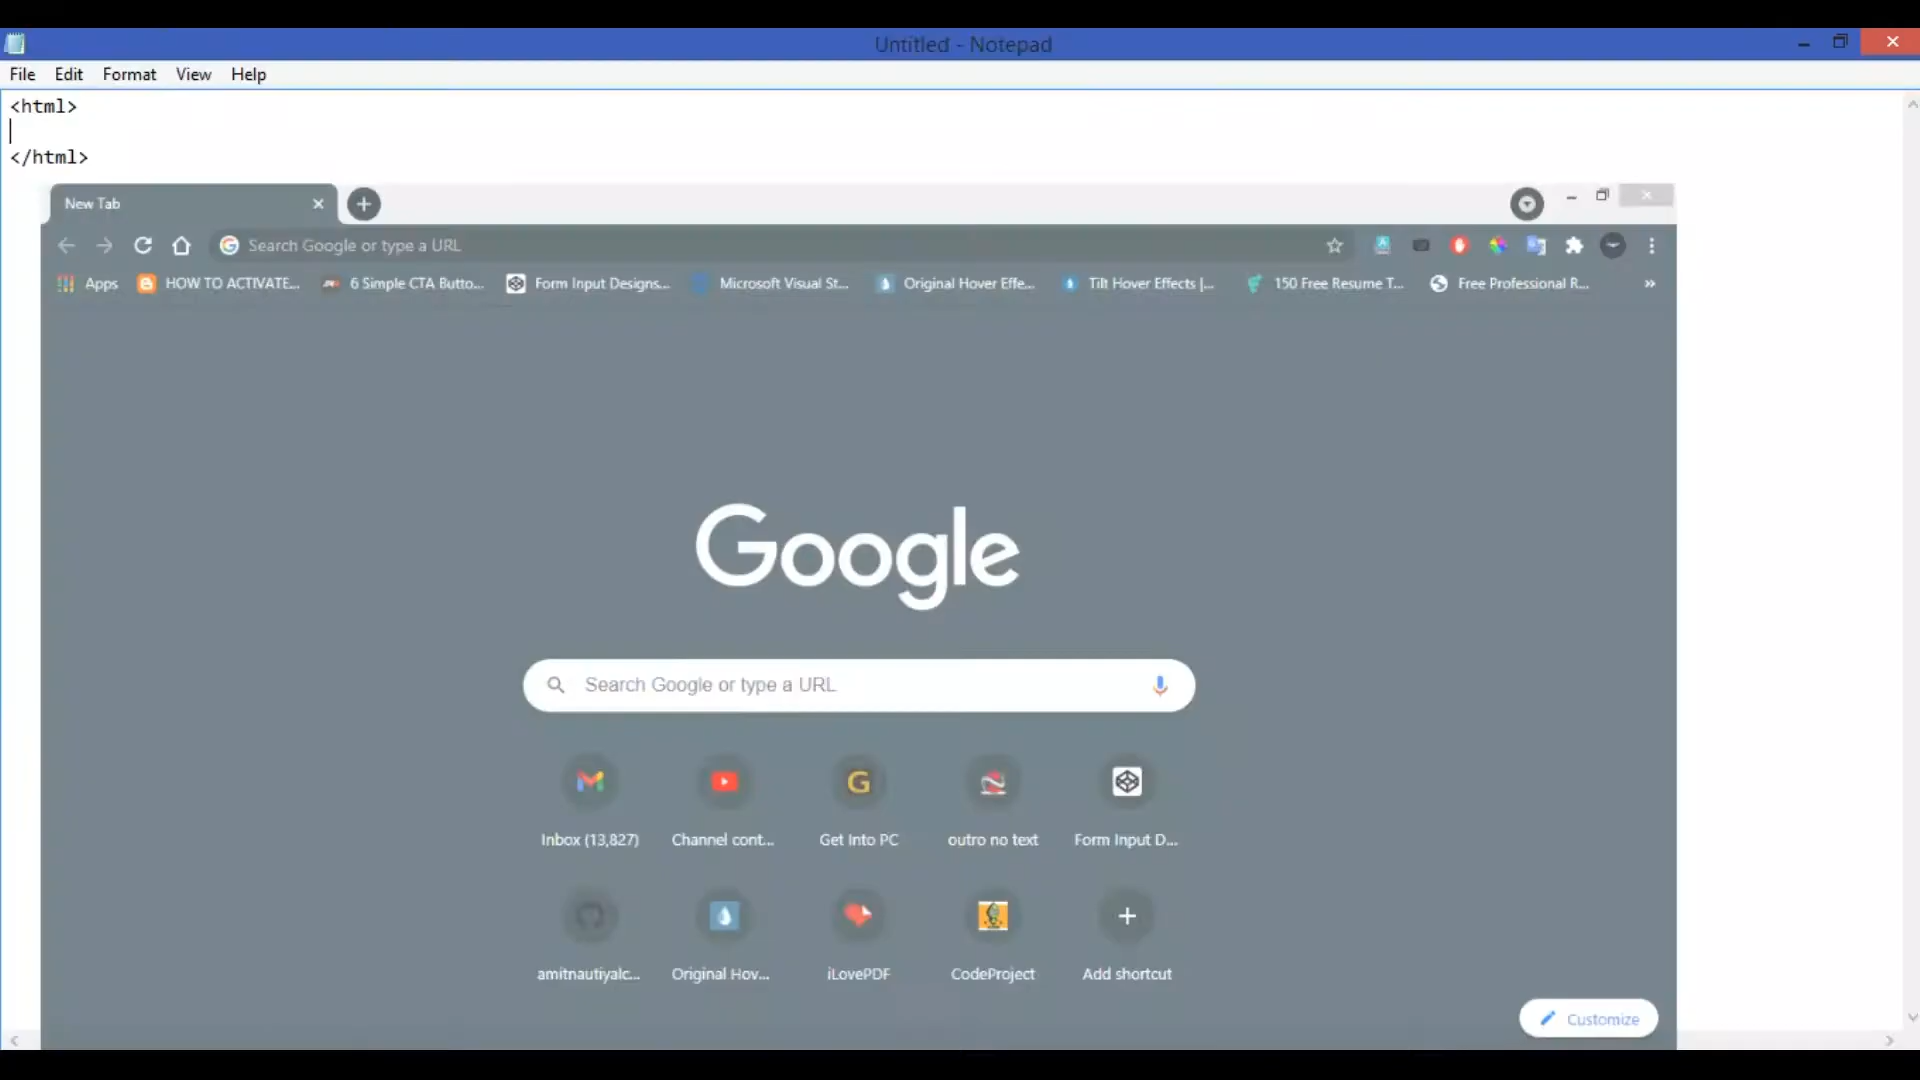 Untitled - Notepad
File Edit Format View Help
<html>
</html>
New Tab
Search Google or type a URL
Apps HOW TO ACTIVATE... 6 Simple CTA Butto... Form Input Designs... Microsoft Visual St... Original Hover Effe... Tilt Hover Effects |... 150 Free Resume T... Free Professional R... »
Google
Search Google or type a URL
Inbox (13,827) Channel cont... Get Into PC outro no text Form Input D...
amitnautiyalc... Original Hov... iLovePDF CodeProject Add shortcut
Customize